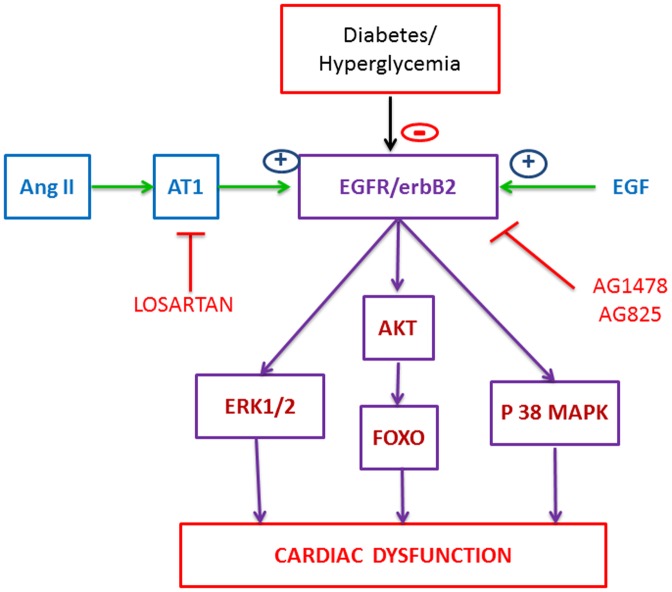 Diabetes/
Hyperglycemia
-
+
+
Ang II
AT1
EGFR/erbB2
EGF
LOSARTAN
AG1478
AG825
AKT
ERK1/2
FOXO
P 38 MAPK
CARDIAC DYSFUNCTION